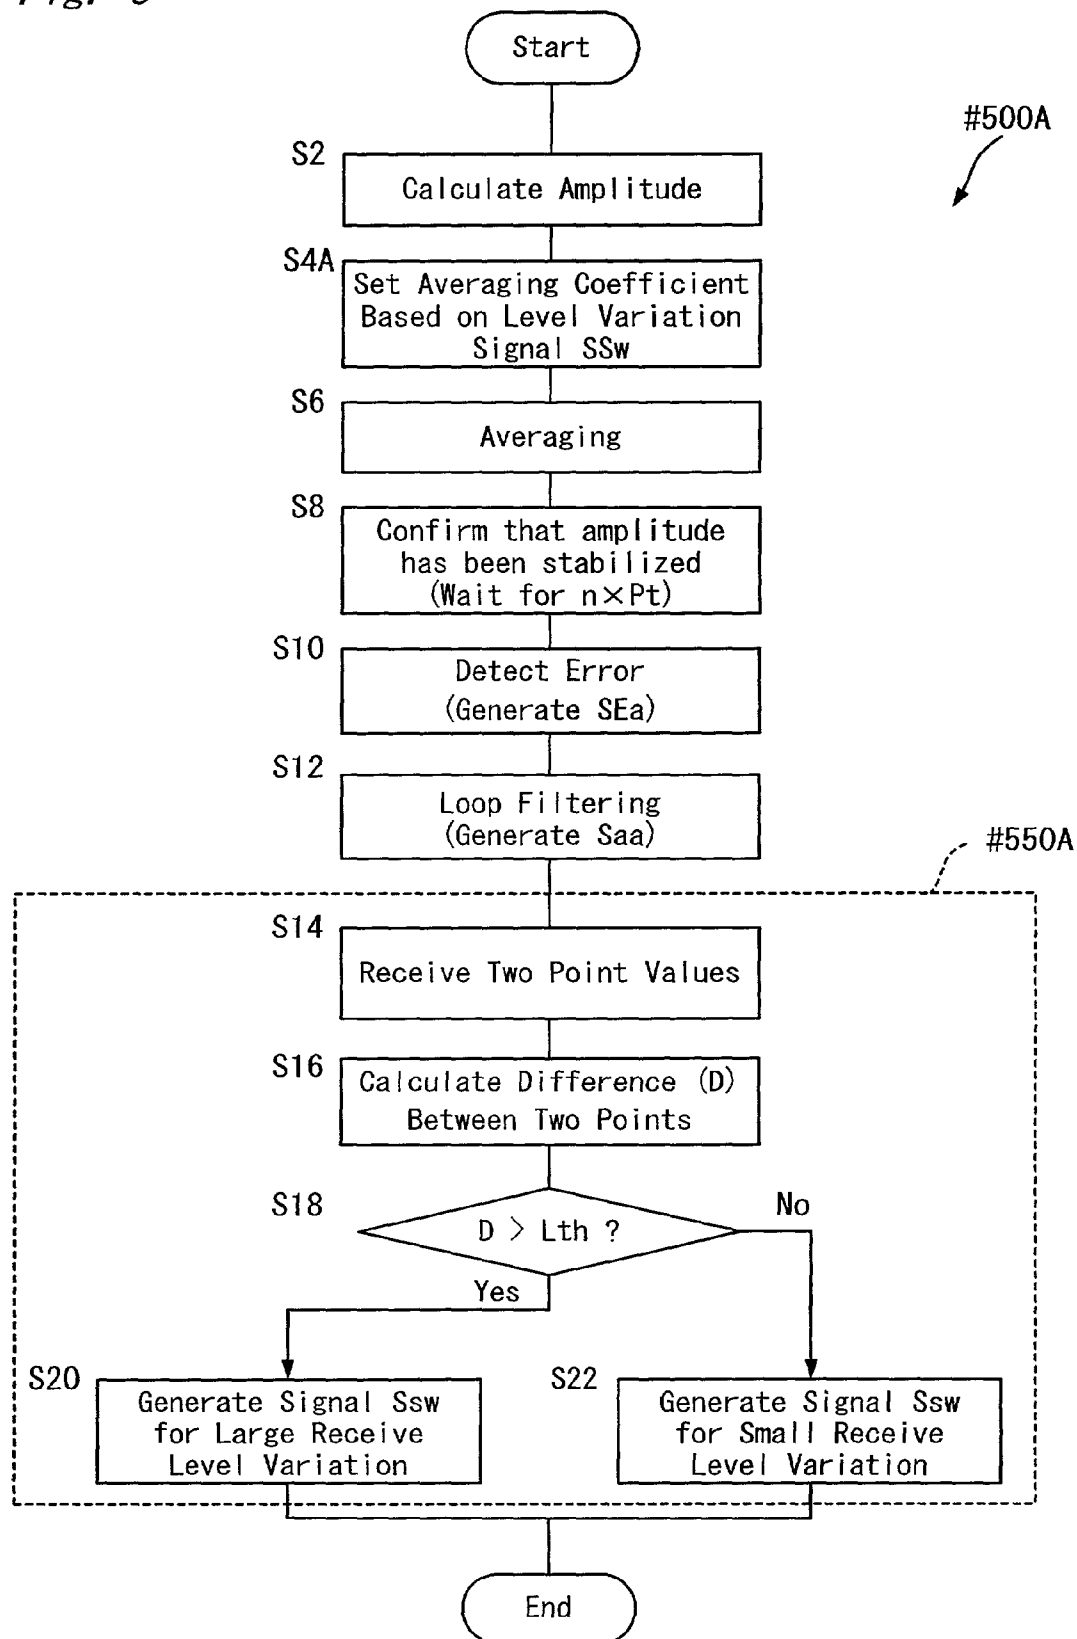 Start
#500A
S2
Calculate Amplitude
S4A
Set Averaging Coefficient
Based on Level Variation
Signal SSw
S6
Averaging
S8
Confirm that amplitude
has been stabilized
(Wait for n×Pt)
S10
Detect Error
(Generate SEa)
S12
Loop Filtering
(Generate Saa)
#550A
S14
Receive Two Point Values
S16
Calculate Difference (D)
Between Two Points
S18
D > Lth ?
No
Yes
S20
Generate Signal Ssw
for Large Receive
Level Variation
S22
Generate Signal Ssw
for Small Receive
Level Variation
End